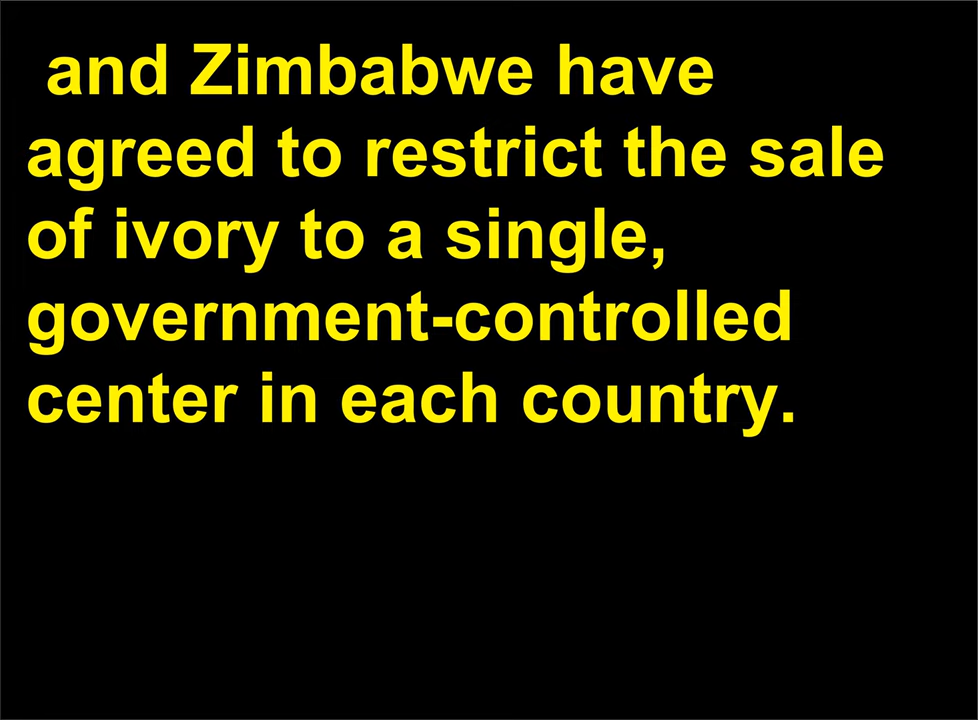 and Zimbabwe have
agreed to restrict the sale
of ivory to a single,
government-controlled
center in each country.